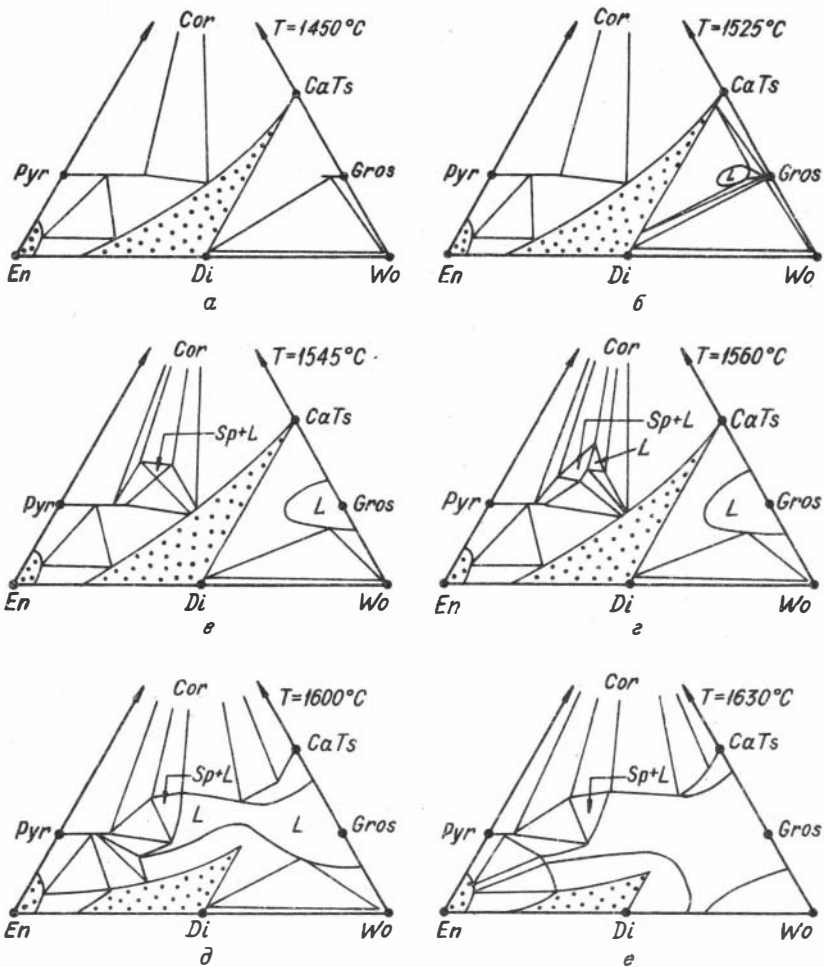 Cor
T=1450°C
CaTs
Pyr
Gros
En
Di
Wo
а
Cor
T=1525°C
CaTs
Pyr
L
Gros
En
Di
Wo
б
Cor
T=1545°C
CaTs
Sp+L
Pyr
L
Gros
En
Di
Wo
в
Cor
T=1560°C
CaTs
Sp+L
L
Pyr
L
Gros
En
Di
Wo
г
Cor
T=1600°C
CaTs
Sp+L
L
L
Pyr
Gros
En
Di
Wo
д
Cor
T=1630°C
CaTs
Sp+L
Pyr
Gros
En
Di
Wo
е